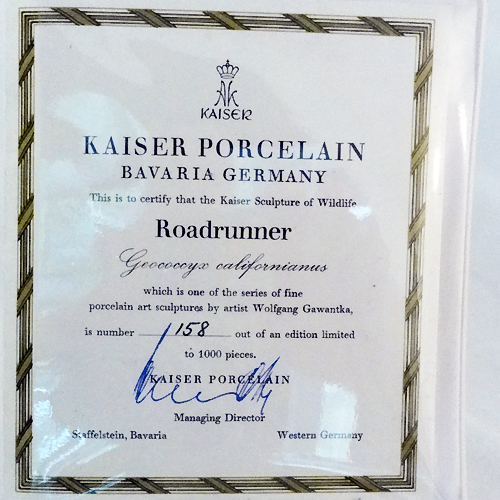 AK
KAISER
KAISER PORCELAIN
BAVARIA GERMANY
This is to certify that the Kaiser Sculpture of Wildlife
Roadrunner
Geococcyx californianus
which is one of the series of fine
porcelain art sculptures by artist Wolfgang Gawantka,
is number 158 out of an edition limited
to 1000 pieces.
KAISER PORCELAIN
Managing Director
Staffelstein, Bavaria Western Germany